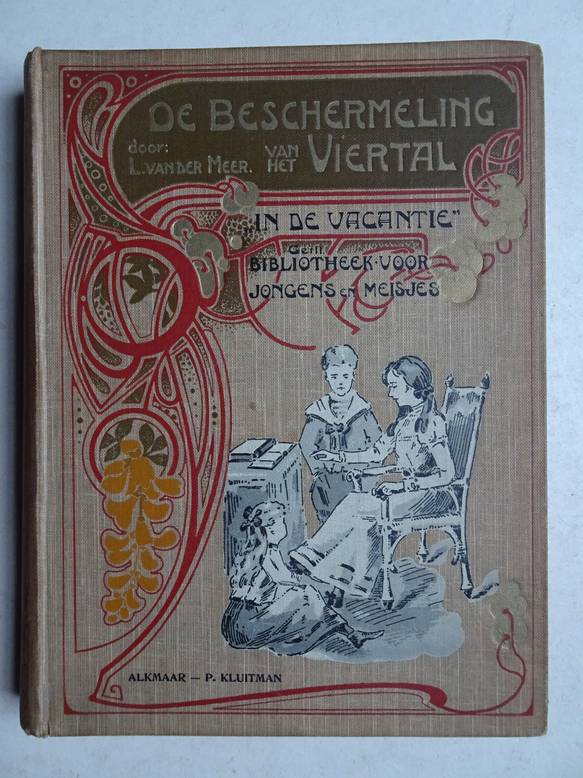 DE BESCHERMELING
door: VAN
L. VAN DER MEER. HET VIERTAL
"IN DE VACANTIE"
BIBLIOTHEEK·VOOR
JONGENS EN MEISJES
ALKMAAR — P. KLUITMAN